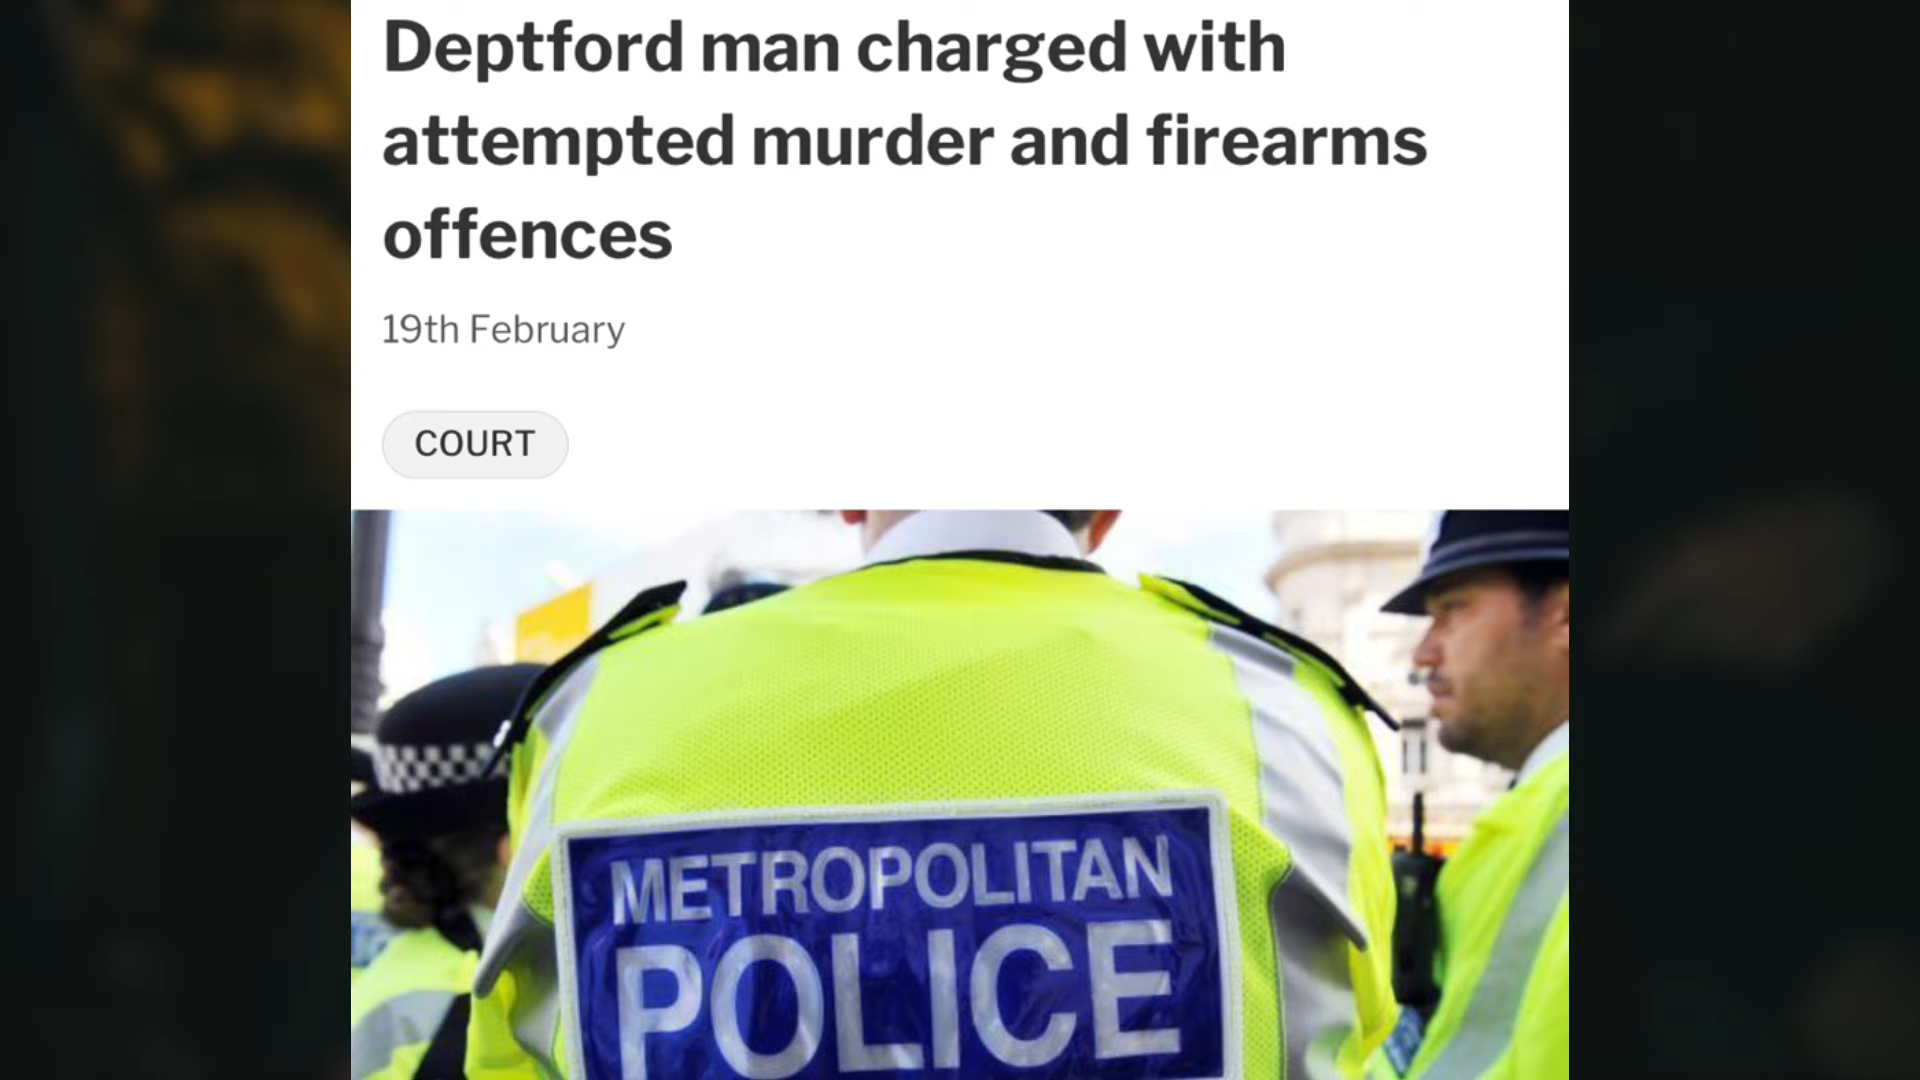 Deptford man charged with
attempted murder and firearms
offences
19th February
COURT
METROPOLITAN
POLICE